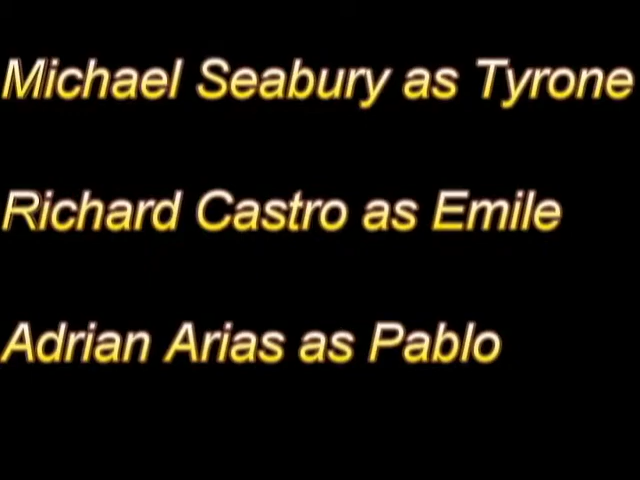 Michael Seabury as Tyrone
Richard Castro as Emile
Adrian Arias as Pablo